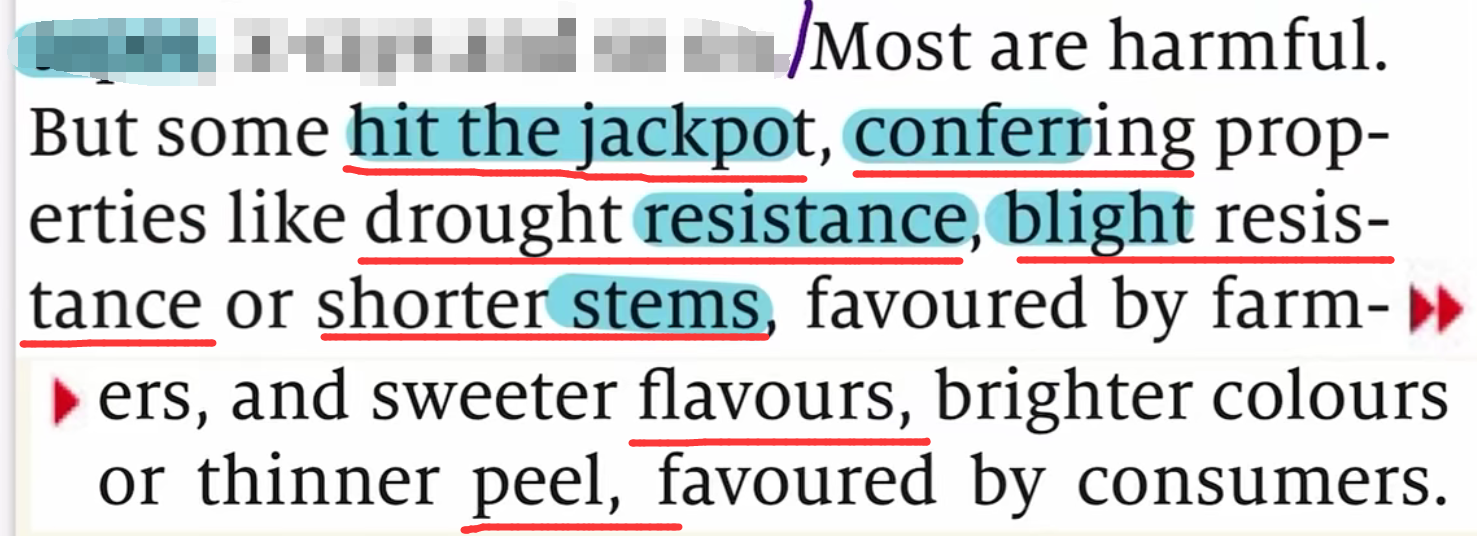 Most are harmful.
But some hit the jackpot, conferring prop-
erties like drought resistance, blight resis-
tance or shorter stems, favoured by farm-
ers, and sweeter flavours, brighter colours
or thinner peel, favoured by consumers.